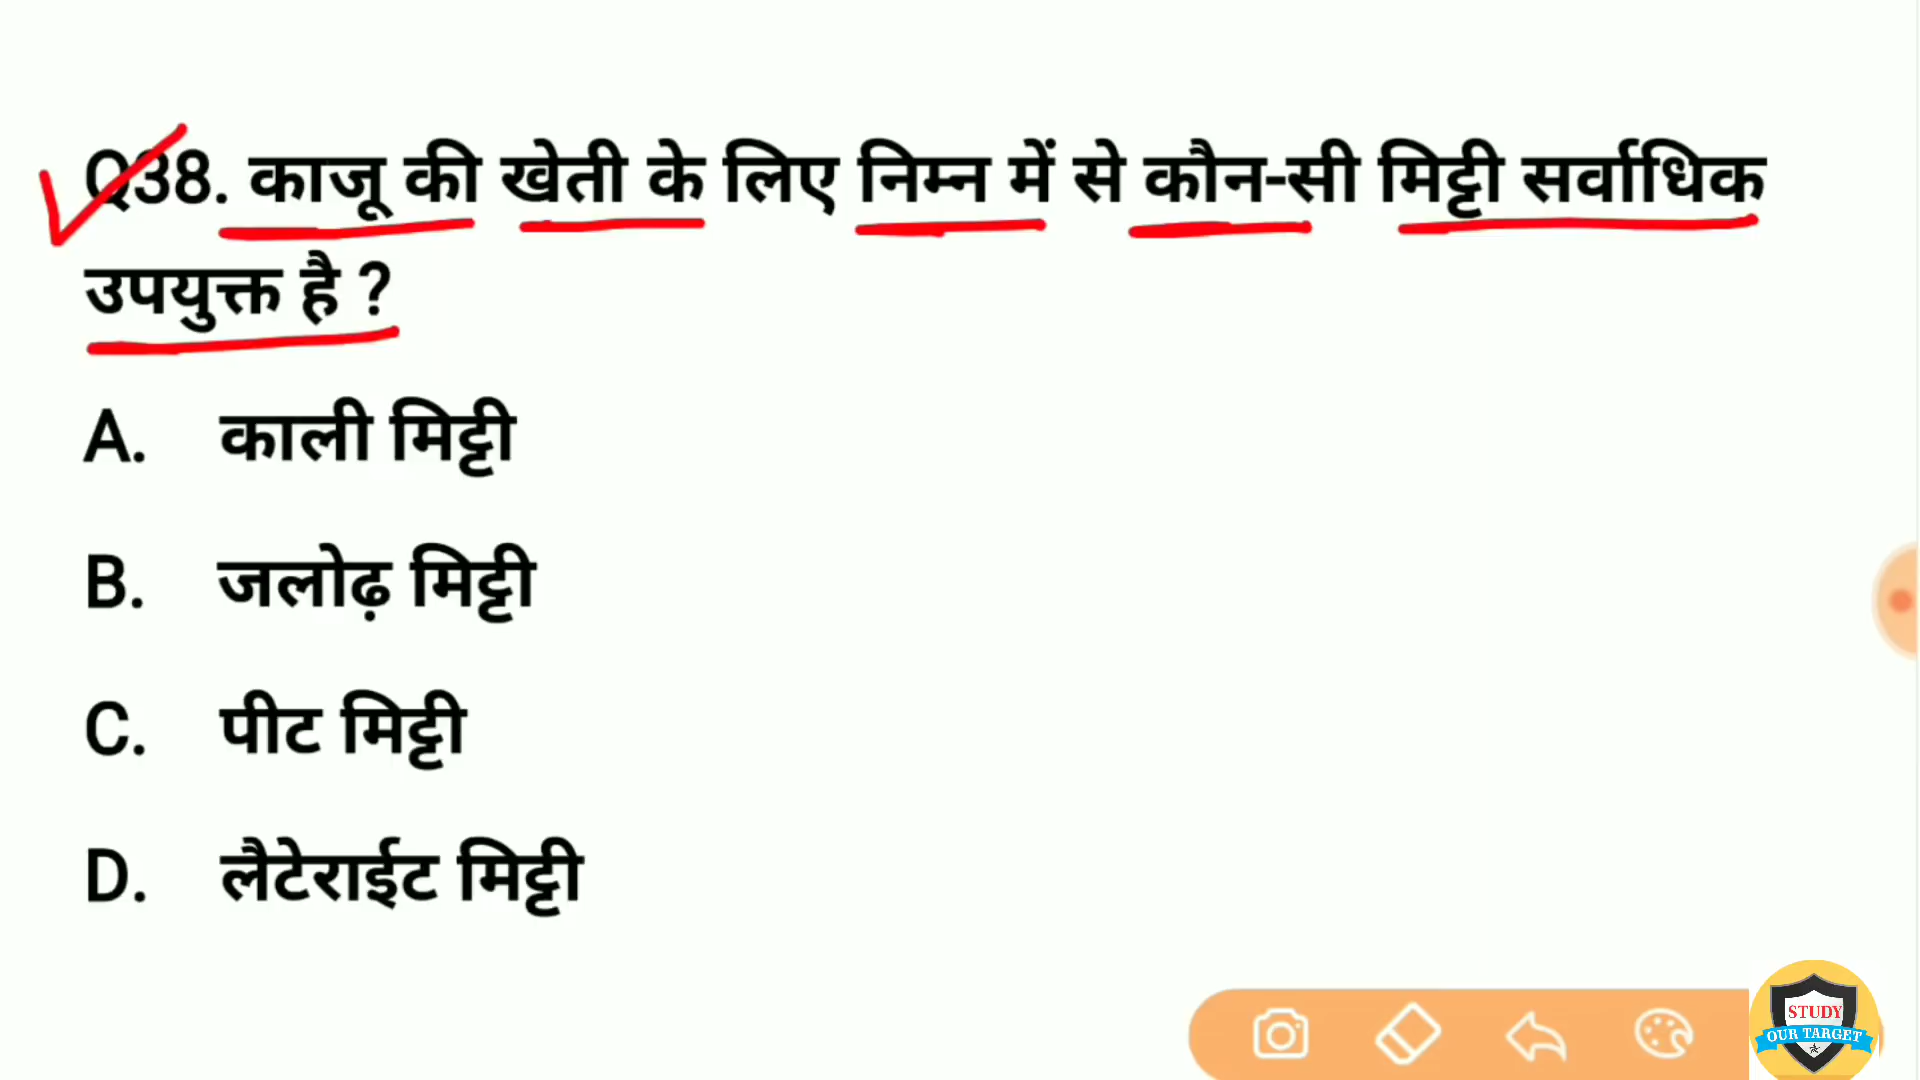 Q38. काजू की खेती के लिए निम्न में से कौन-सी मिट्टी सर्वाधिक
उपयुक्त है ?
A. काली मिट्टी
B. जलोढ़ मिट्टी
C. पीट मिट्टी
D. लैटेराईट मिट्टी
STUDY
OUR TARGET